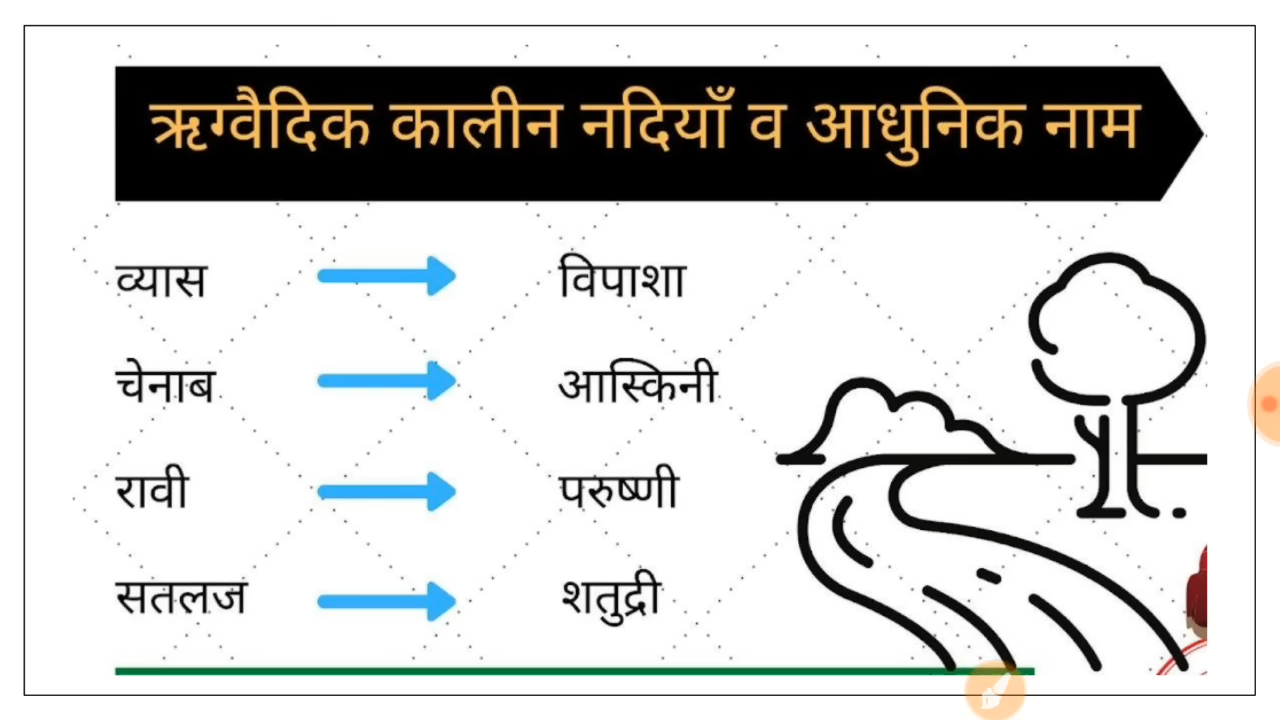 ऋग्वैदिक कालीन नदियाँ व आधुनिक नाम
व्यास विपाशा
चेनाब आस्किनी
रावी परुष्णी
सतलज शतुद्री